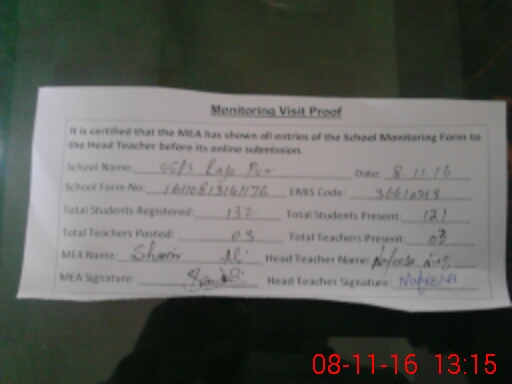 Monitoring Visit Proof
It is certified that the MEA has shown all entries of the School Monitoring Form to
the Head Teacher before its online submission.
School Name: GGPS Date: 8.11.16
School Form No: EMIS Code:
Total Students Registered: 132 Total Students Present: 121
Total Teachers Posted: 03 Total Teachers Present: 03
MEA Name: Head Teacher Name:
MEA Signature: Head Teacher Signature:
08-11-16 13:15